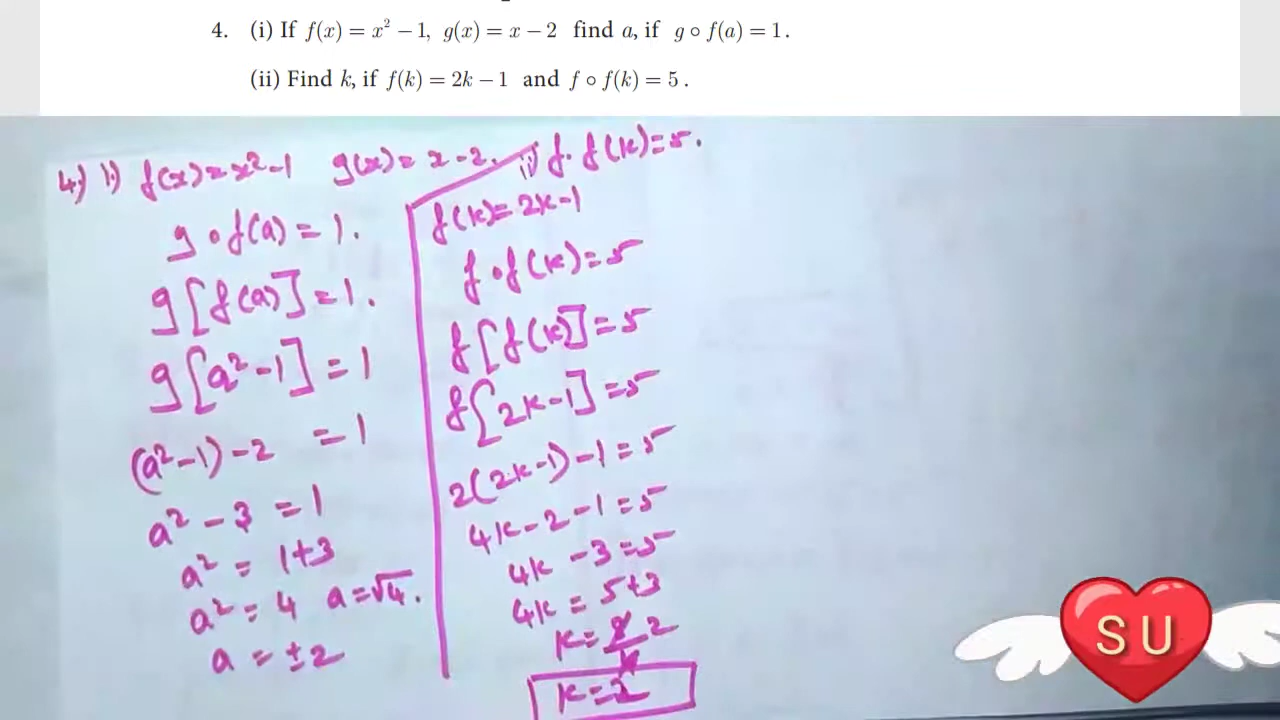 4. (i) If f(x) = x² − 1, g(x) = x − 2 find a, if g ∘ f(a) = 1.
(ii) Find k, if f(k) = 2k − 1 and f ∘ f(k) = 5.
4) i) f(x) = x² - 1 g(x) = x - 2.
g∘f(a) = 1.
g[f(a)] = 1.
g[a² - 1] = 1
(a² - 1) - 2 = 1
a² - 3 = 1
a² = 1+3
a² = 4 a = √4.
a = ±2
ii) f. f(k) = 5.
f(k) = 2k - 1
f∘f(k) = 5
f[f(k)] = 5
f[2k - 1] = 5
2(2k - 1) - 1 = 5
4k - 2 - 1 = 5
4k - 3 = 5
4k = 5+3
k = 8/4 2
k = 2
SU